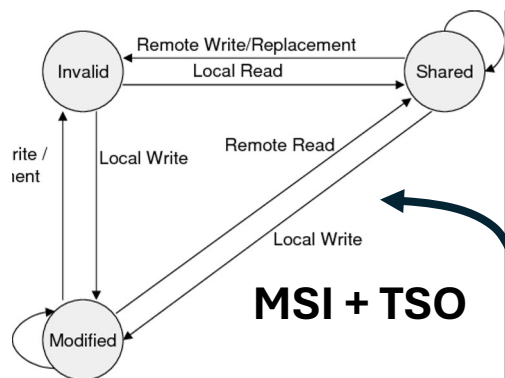 Remote Write/Replacement
Invalid
Local Read
Shared
Local Write
Remote Read
Local Write
MSI + TSO
Modified